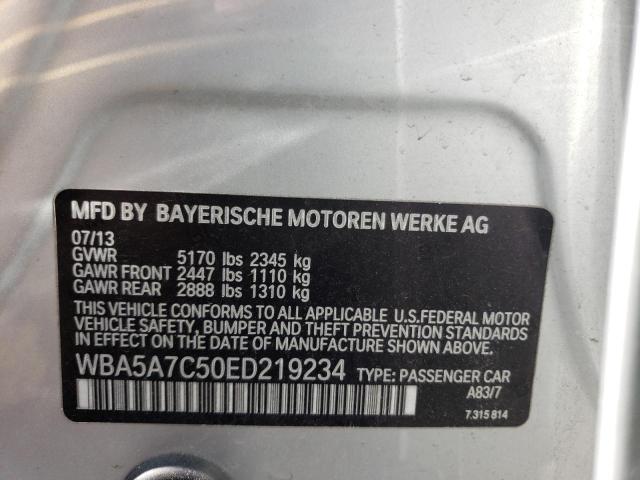 MFD BY BAYERISCHE MOTOREN WERKE AG
07/13
GVWR 5170 lbs 2345 kg
GAWR FRONT 2447 lbs 1110 kg
GAWR REAR 2888 lbs 1310 kg
THIS VEHICLE CONFORMS TO ALL APPLICABLE U.S.FEDERAL MOTOR
VEHICLE SAFETY, BUMPER AND THEFT PREVENTION STANDARDS
IN EFFECT ON THE DATE OF MANUFACTURE SHOWN ABOVE.
WBA5A7C50ED219234 TYPE: PASSENGER CAR
A83/7
7.315 814